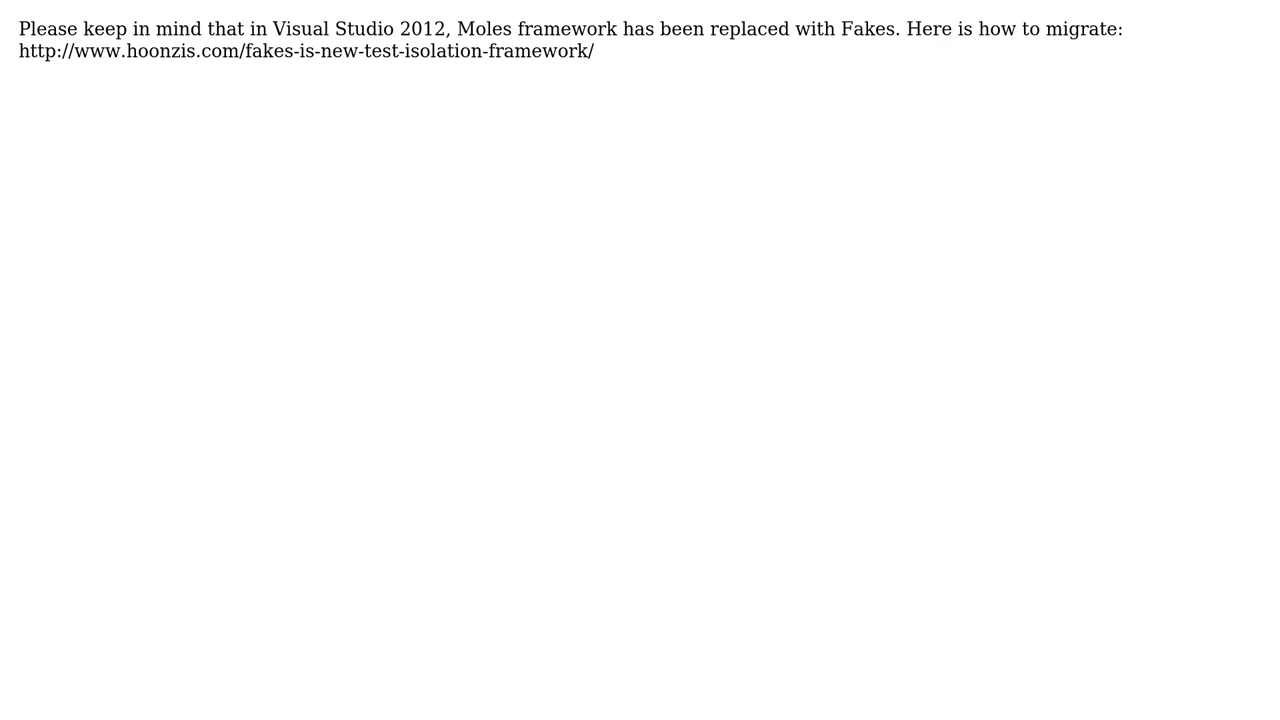 Please keep in mind that in Visual Studio 2012, Moles framework has been replaced with Fakes. Here is how to migrate:
http://www.hoonzis.com/fakes-is-new-test-isolation-framework/